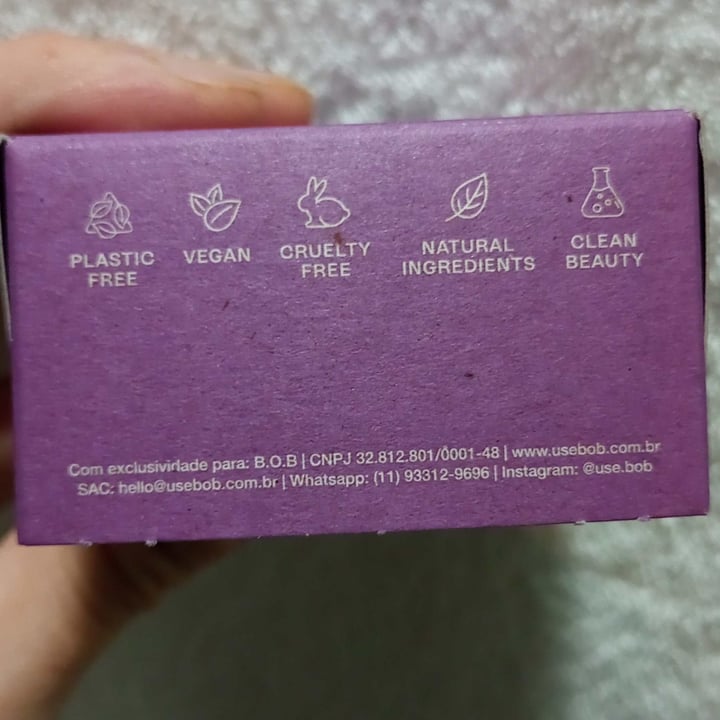 PLASTIC FREE
VEGAN
CRUELTY FREE
NATURAL INGREDIENTS
CLEAN BEAUTY
Com exclusividade para: B.O.B | CNPJ 32.812.801/0001-48 | www.usebob.com.br
SAC: hello@usebob.com.br | Whatsapp: (11) 93312-9696 | Instagram: @use.bob